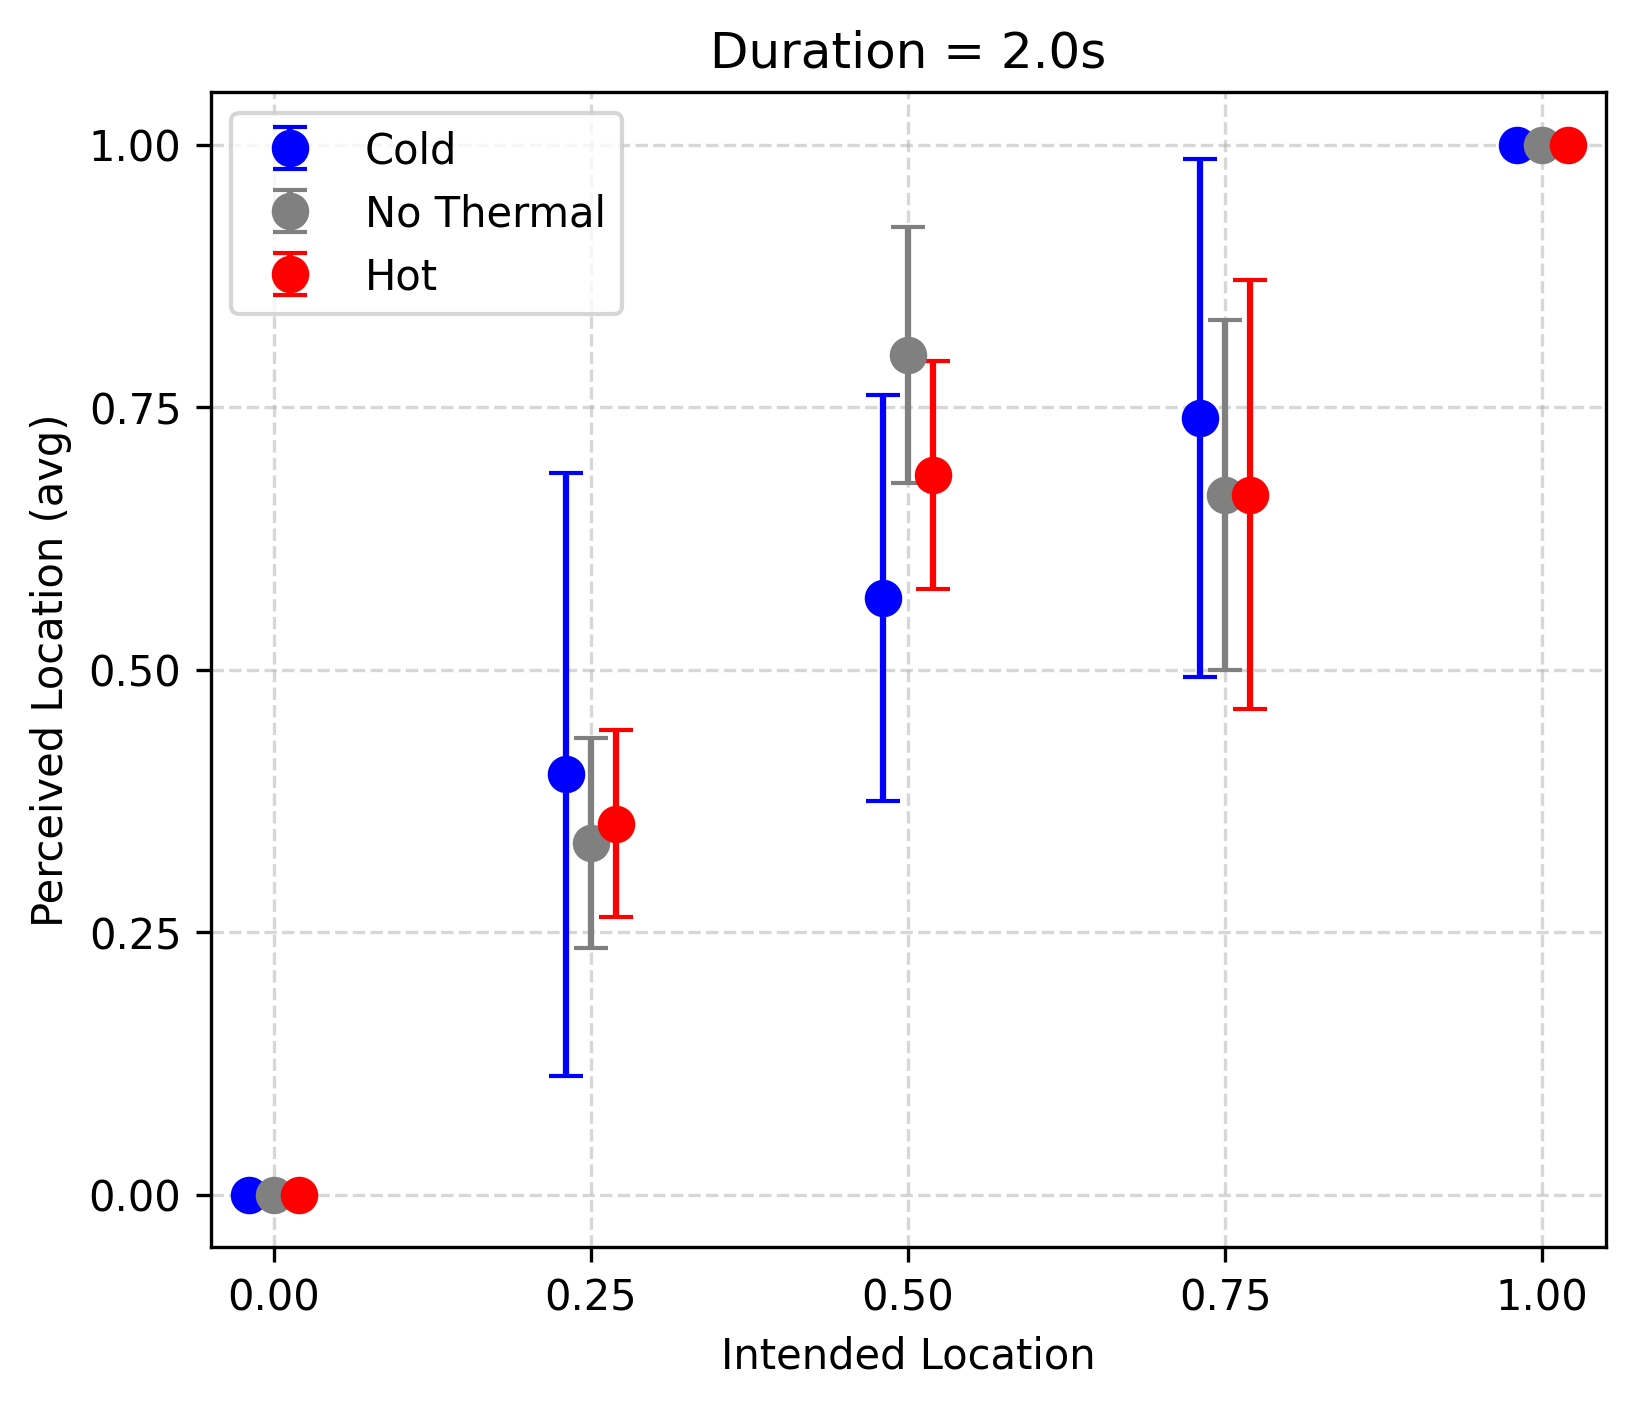 Duration = 2.0s
Cold
No Thermal
Hot
1.00
0.75
0.50
0.25
0.00
Perceived Location (avg)
0.00 0.25 0.50 0.75 1.00
Intended Location